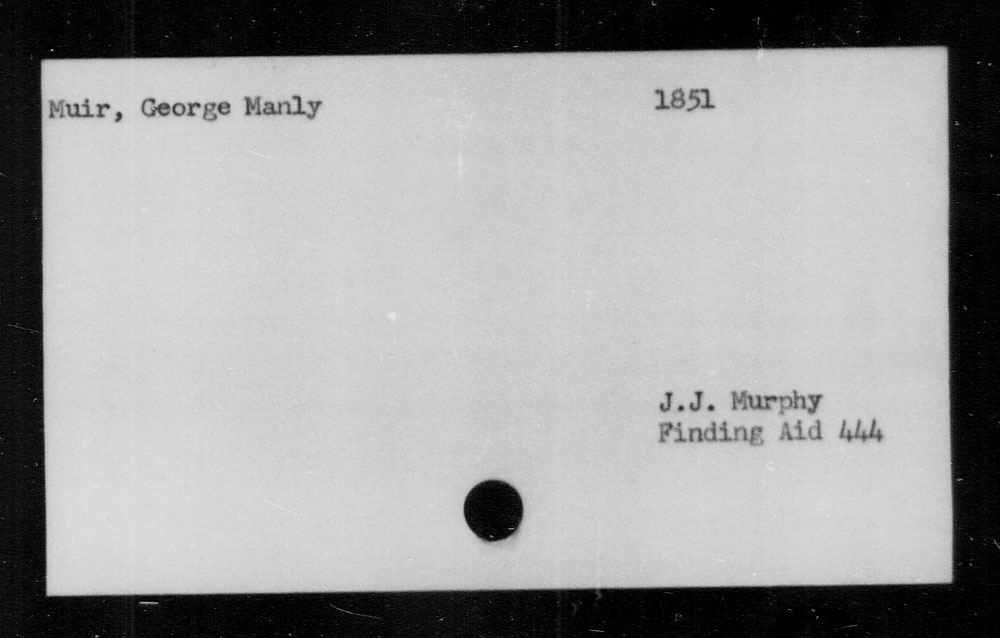 Muir, George Manly 1851
J.J. Murphy
Finding Aid 444